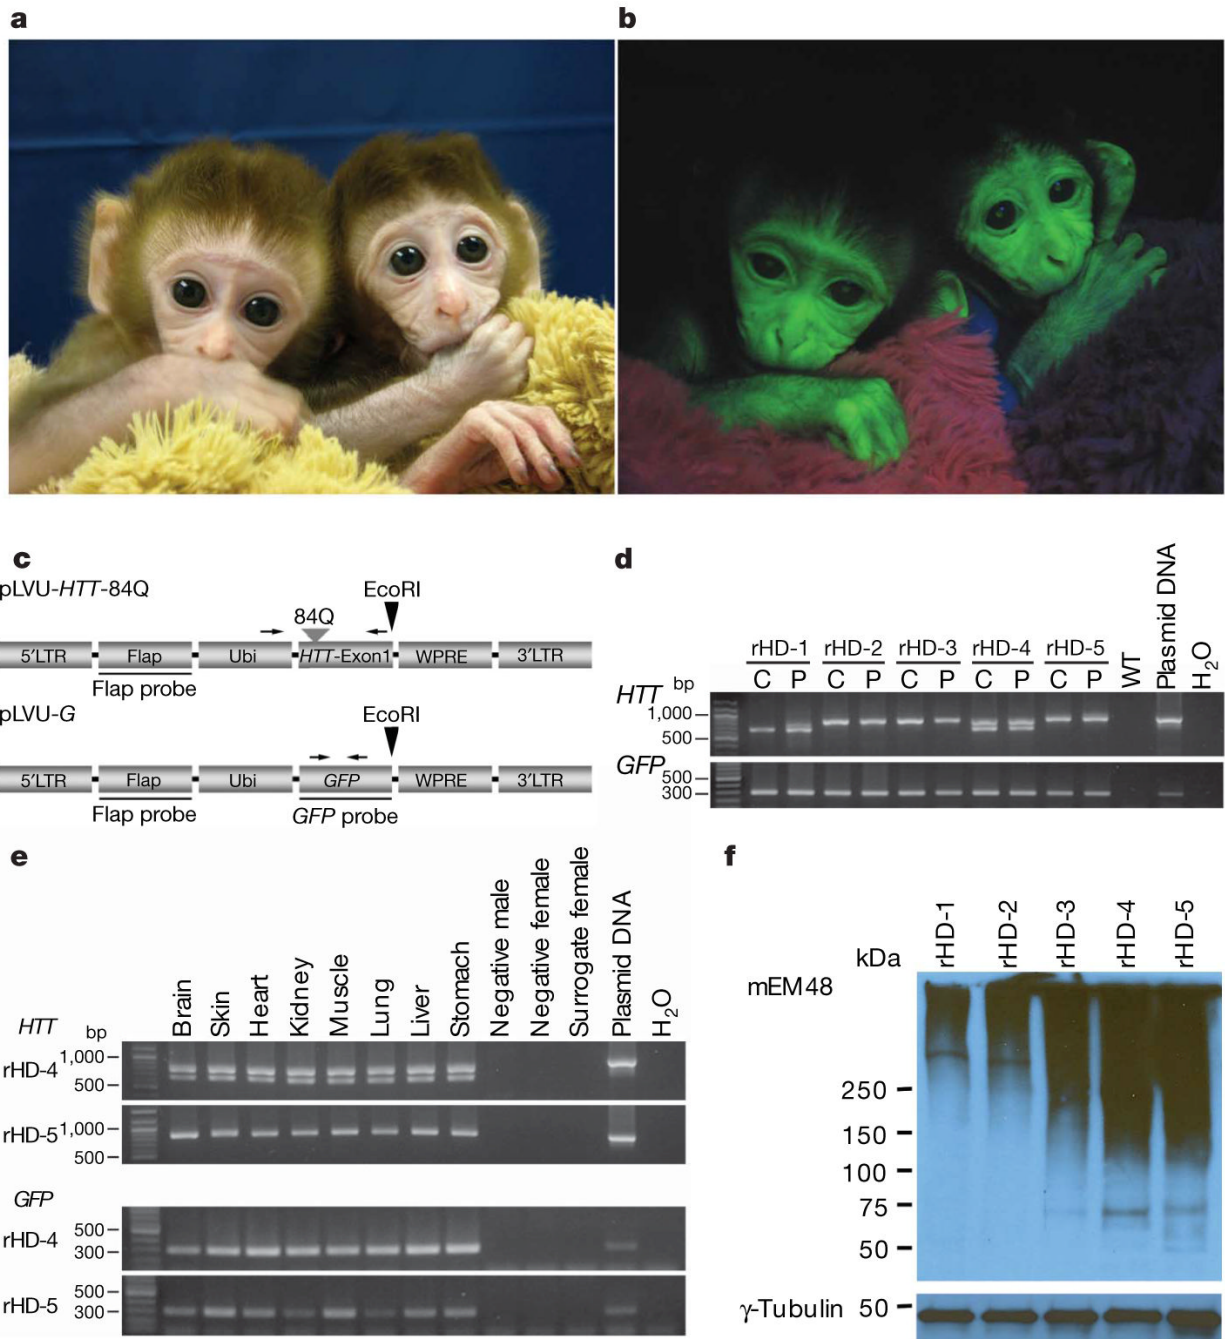 a
b
c
pLVU-HTT-84Q
EcoRI
84Q
5′LTR Flap Ubi HTT-Exon1 WPRE 3′LTR
Flap probe
pLVU-G
EcoRI
5′LTR Flap Ubi GFP WPRE 3′LTR
Flap probe GFP probe
d
rHD-1 rHD-2 rHD-3 rHD-4 rHD-5 WT Plasmid DNA H₂O
C P C P C P C P C P
HTT bp
1,000
500
GFP
500
300
e
Brain Skin Heart Kidney Muscle Lung Liver Stomach Negative male Negative female Surrogate female Plasmid DNA H₂O
HTT bp
rHD-4 1,000
500
rHD-5 1,000
500
GFP
rHD-4 500
300
rHD-5 500
300
f
rHD-1 rHD-2 rHD-3 rHD-4 rHD-5
kDa
mEM48
250
150
100
75
50
γ-Tubulin 50